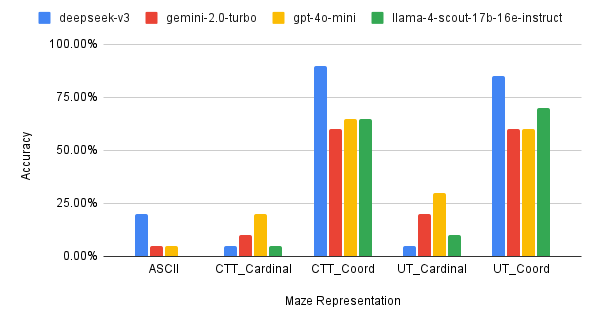 deepseek-v3 gemini-2.0-turbo gpt-4o-mini llama-4-scout-17b-16e-instruct
100.00%
75.00%
50.00%
25.00%
0.00%
Accuracy
ASCII CTT_Cardinal CTT_Coord UT_Cardinal UT_Coord
Maze Representation